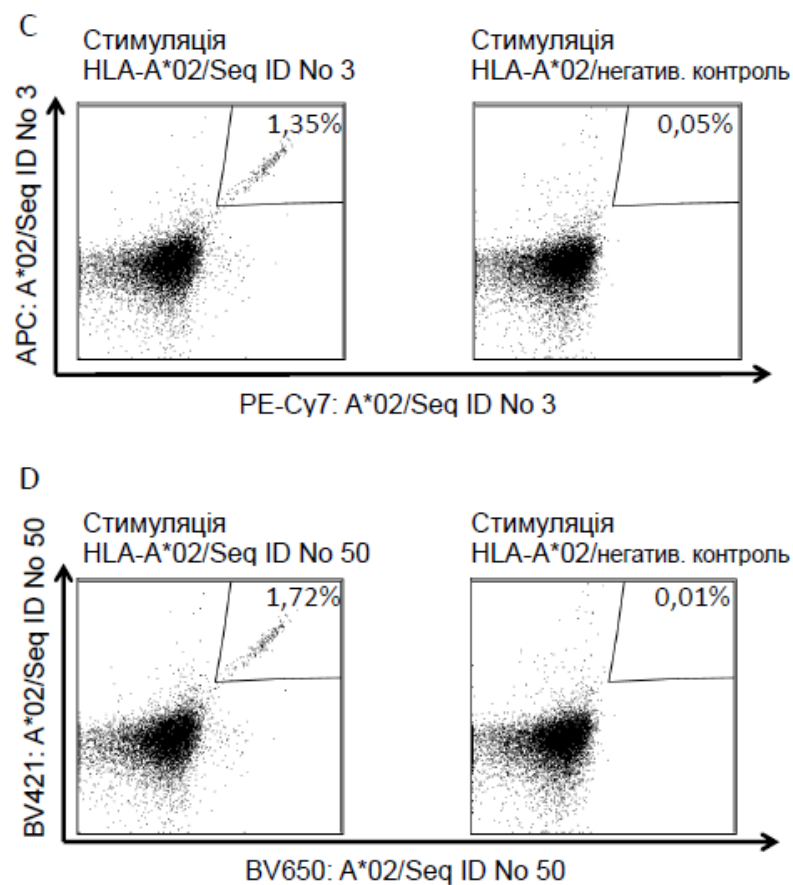 C
Стимуляція
HLA-A*02/Seq ID No 3
Стимуляція
HLA-A*02/негатив. контроль
APC: A*02/Seq ID No 3
1,35%
0,05%
PE-Cy7: A*02/Seq ID No 3
D
Стимуляція
HLA-A*02/Seq ID No 50
Стимуляція
HLA-A*02/негатив. контроль
BV421: A*02/Seq ID No 50
1,72%
0,01%
BV650: A*02/Seq ID No 50